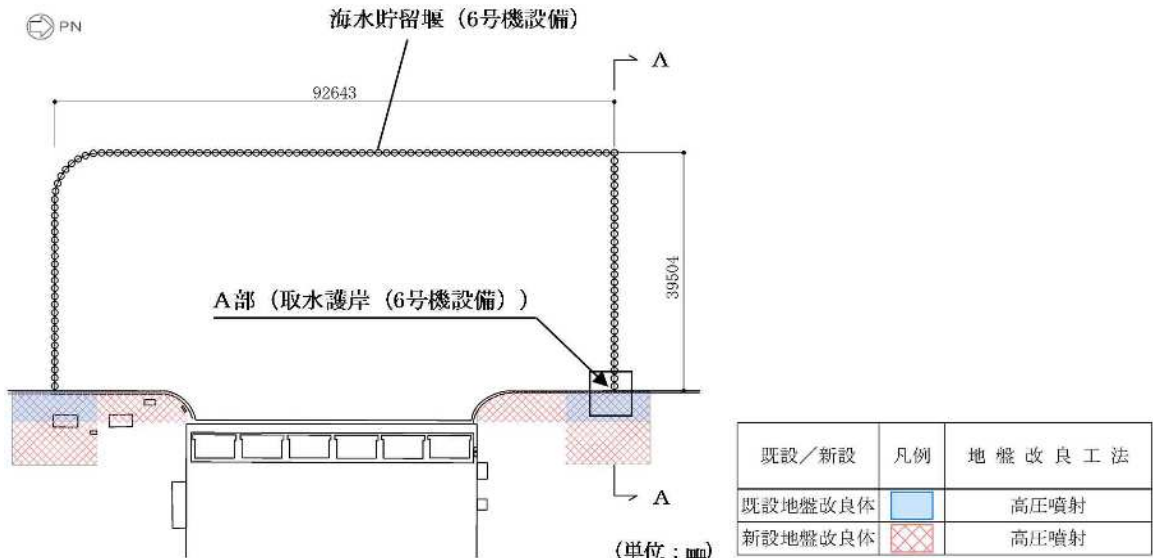 PN
海水貯留堰（6号機設備）
A
92643
39504
A部（取水護岸（6号機設備））
A
（単位：mm）
既設／新設 凡例 地盤改良工法
既設地盤改良体 高圧噴射
新設地盤改良体 高圧噴射